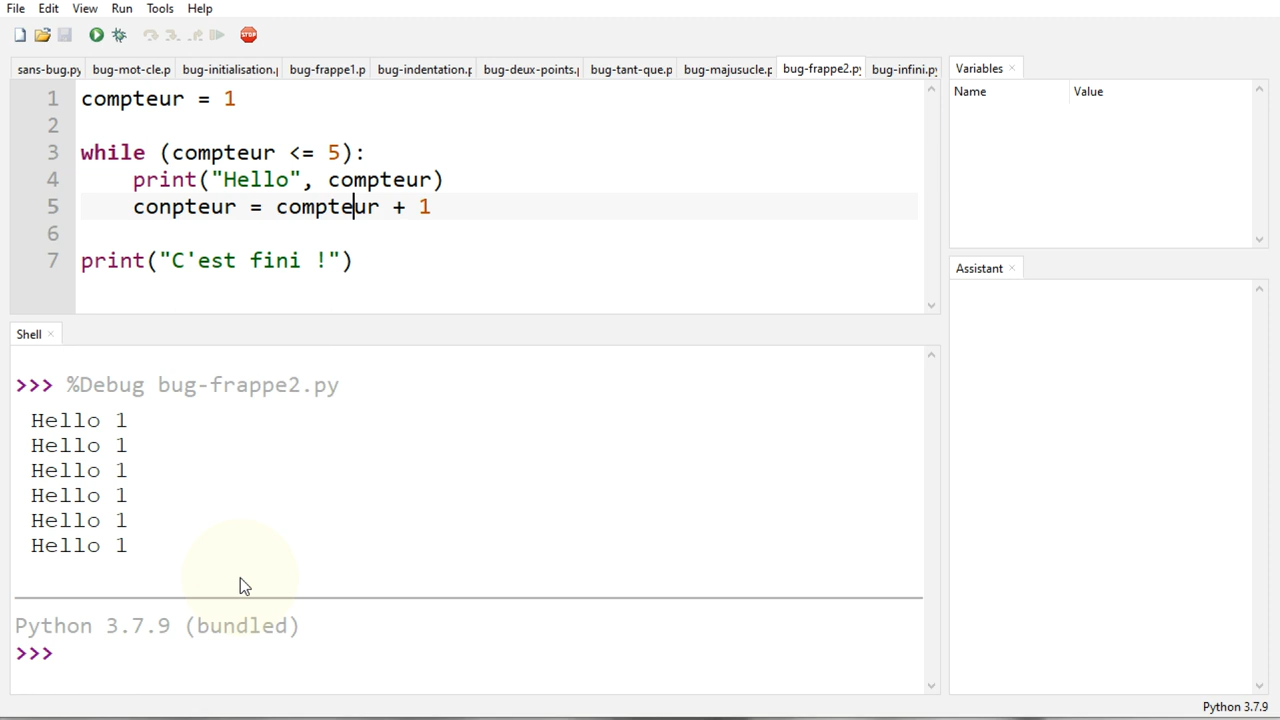 File Edit View Run Tools Help
STOP
sans-bug.py bug-mot-cle.p bug-initialisation.p bug-frappe1.p bug-indentation.p bug-deux-points.p bug-tant-que.p bug-majusucle.p bug-frappe2.py bug-infini.py
1 compteur = 1
2
3 while (compteur <= 5):
4 print("Hello", compteur)
5 conpteur = compteur + 1
6
7 print("C'est fini !")
Shell ×
>>> %Debug bug-frappe2.py
Hello 1
Hello 1
Hello 1
Hello 1
Hello 1
Hello 1
Python 3.7.9 (bundled)
>>>
Variables ×
Name Value
Assistant ×
Python 3.7.9